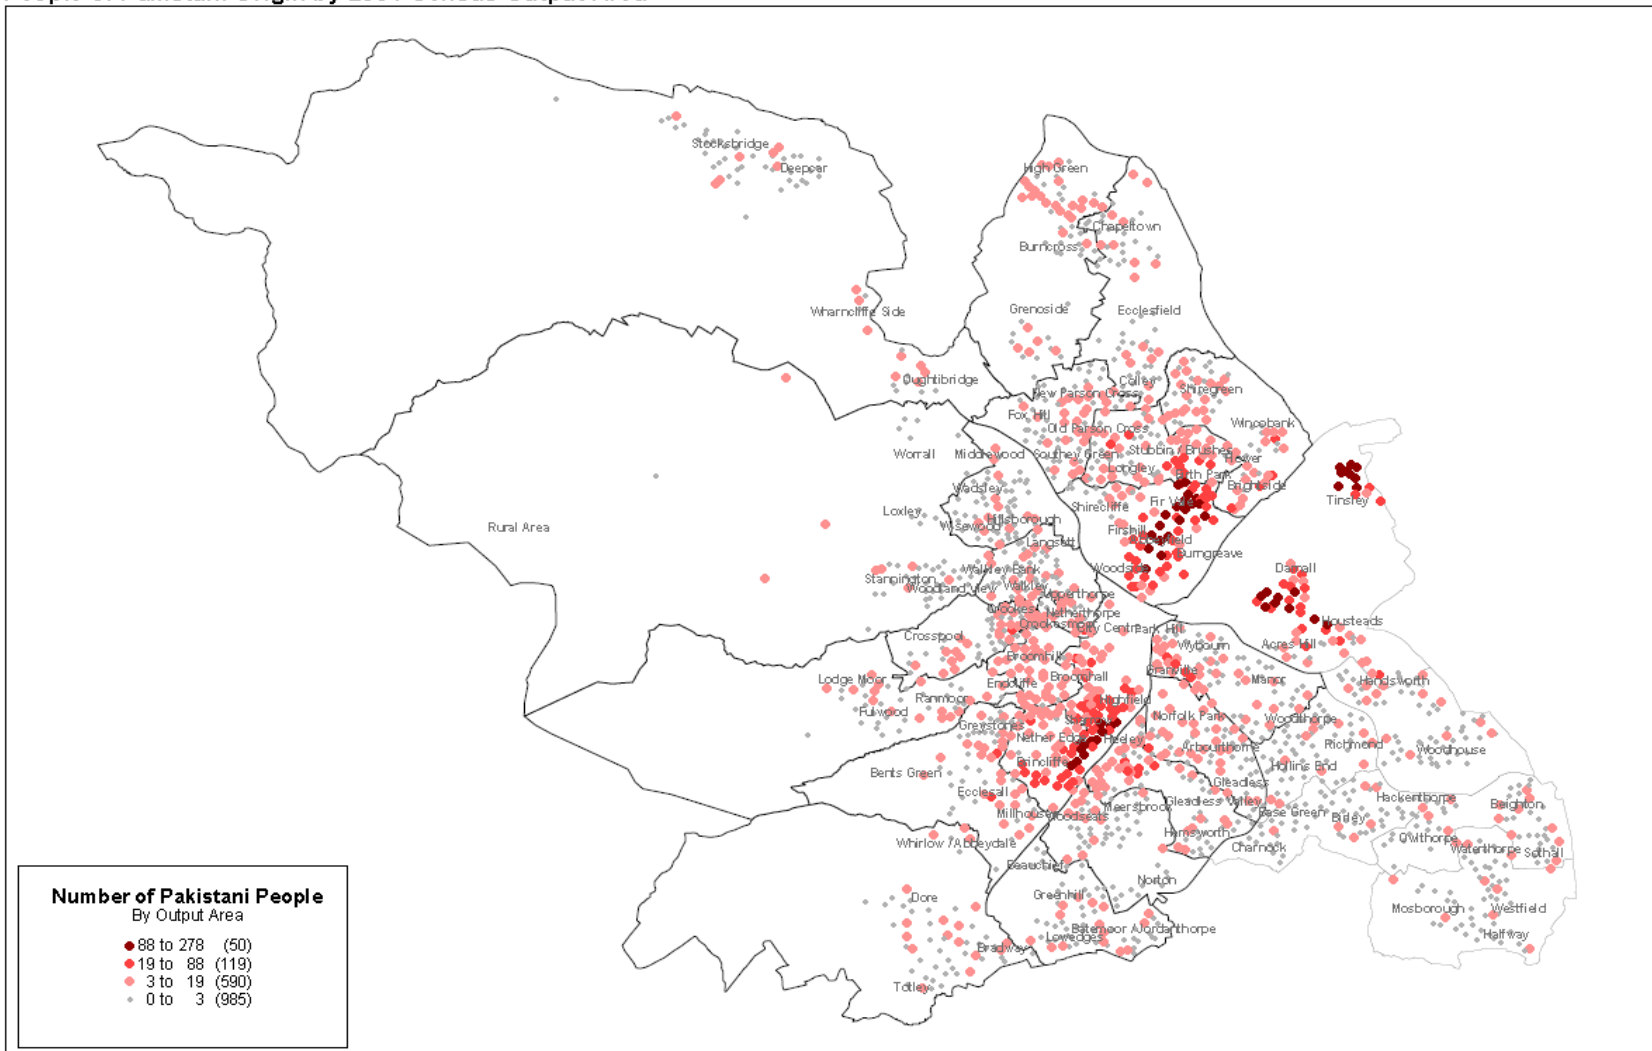 Stocksbridge
Deepcar
High Green
Chapeltown
Burncross
Wharncliffe Side
Grenoside
Ecclesfield
Oughtibridge
Colley
Shiregreen
New Parson Cross
Fox Hill
Wincobank
Old Parson Cross
Worrall
Middlewood
Southey Green
Stubbin / Brushes
Flower
Longley
Firth Park
Brightside
Wadsley
Tinsley
Fir Vale
Shirecliffe
Loxley
Wisewood
Hillsborough
Rural Area
Firshill
Langsett
Burngreave
Woodside
Darnall
Stannington
Woodland View
Walkley Bank
Walkley
Upperthorpe
Crookes
Netherthorpe
Crookesmoor
City Centre
Park Hill
Housteads
Crosspool
Wybourn
Acres Hill
Broomhill
Granville
Lodge Moor
Endcliffe
Broomhall
Manor
Handsworth
Ranmoor
Highfield
Fulwood
Greystones
Sharrow
Norfolk Park
Woodthorpe
Nether Edge
Heeley
Arbourthorne
Richmond
Woodhouse
Brincliffe
Hollins End
Bents Green
Gleadless
Ecclesall
Hackenthorpe
Millhouses
Woodseats
Meersbrook
Gleadless Valley
Base Green
Birley
Beighton
Hemsworth
Owlthorpe
Whirlow / Abbeydale
Charnock
Waterthorpe
Sothall
Beauchief
Norton
Dore
Greenhill
Mosborough
Westfield
Batemoor / Jordanthorpe
Lowedges
Halfway
Bradway
Totley
Number of Pakistani People
By Output Area
88 to 278 (50)
19 to 88 (119)
3 to 19 (590)
0 to 3 (985)